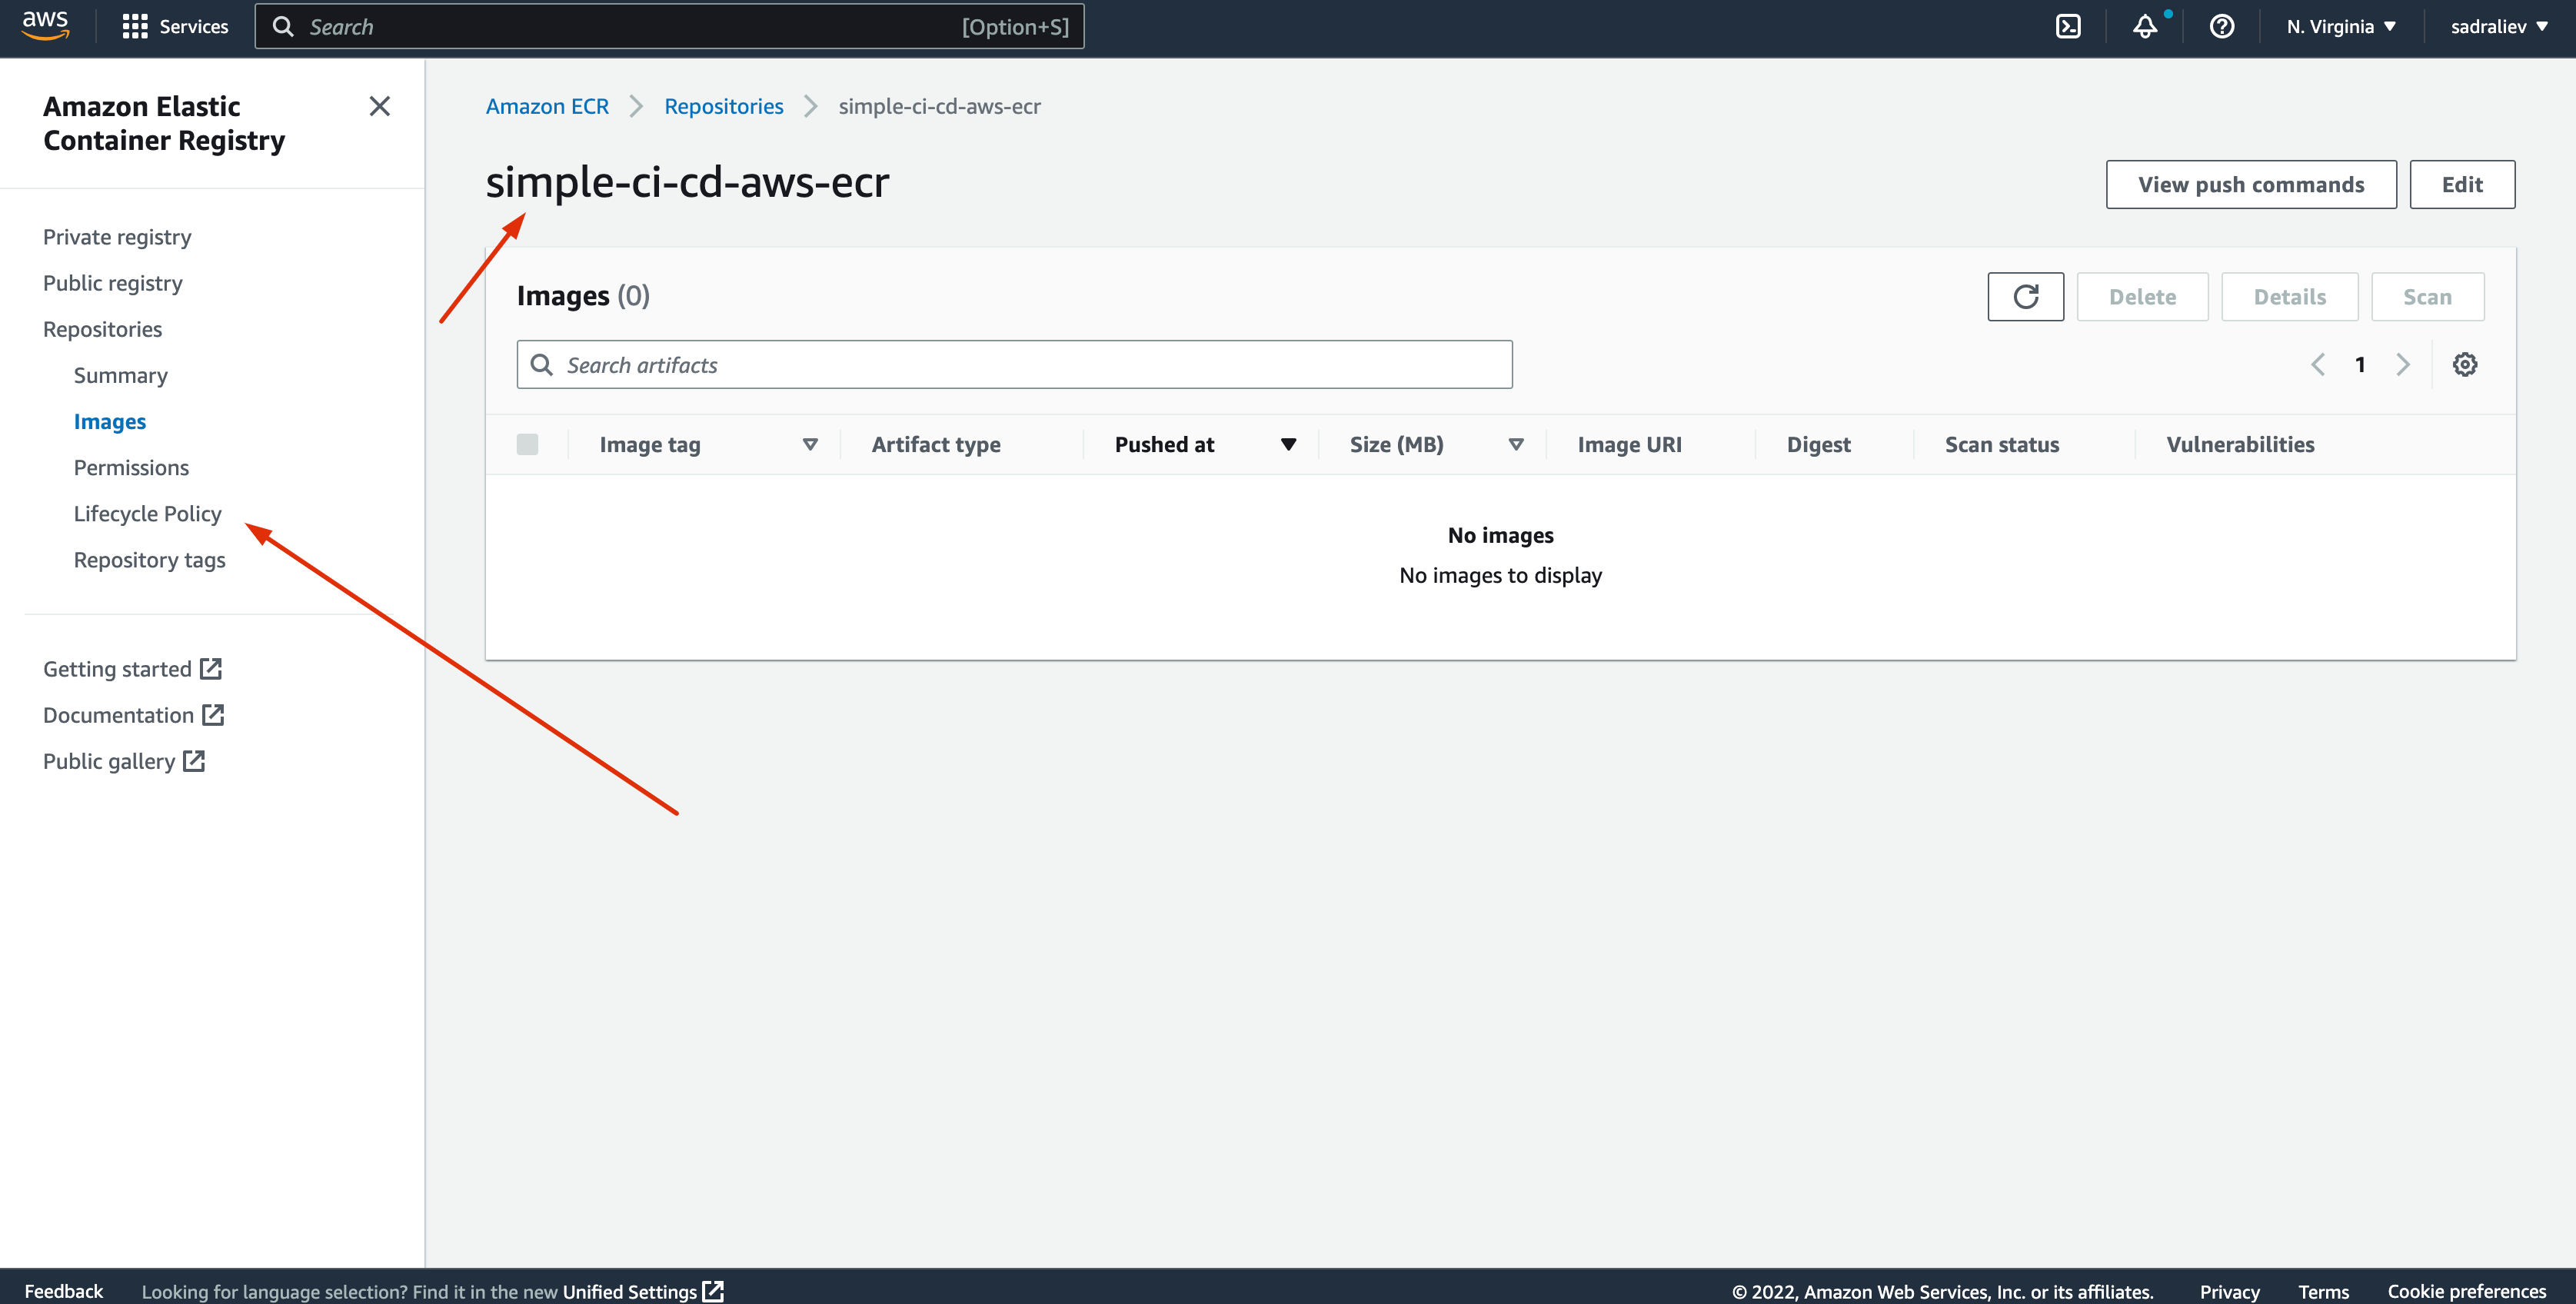 aws
Services
Search [Option+S]
N. Virginia
sadraliev
Amazon Elastic
Container Registry
Private registry
Public registry
Repositories
Summary
Images
Permissions
Lifecycle Policy
Repository tags
Getting started
Documentation
Public gallery
Amazon ECR
Repositories
simple-ci-cd-aws-ecr
simple-ci-cd-aws-ecr
View push commands
Edit
Images (0)
Delete
Details
Scan
Search artifacts
1
Image tag
Artifact type
Pushed at
Size (MB)
Image URI
Digest
Scan status
Vulnerabilities
No images
No images to display
Feedback
Looking for language selection? Find it in the new Unified Settings
© 2022, Amazon Web Services, Inc. or its affiliates.
Privacy
Terms
Cookie preferences